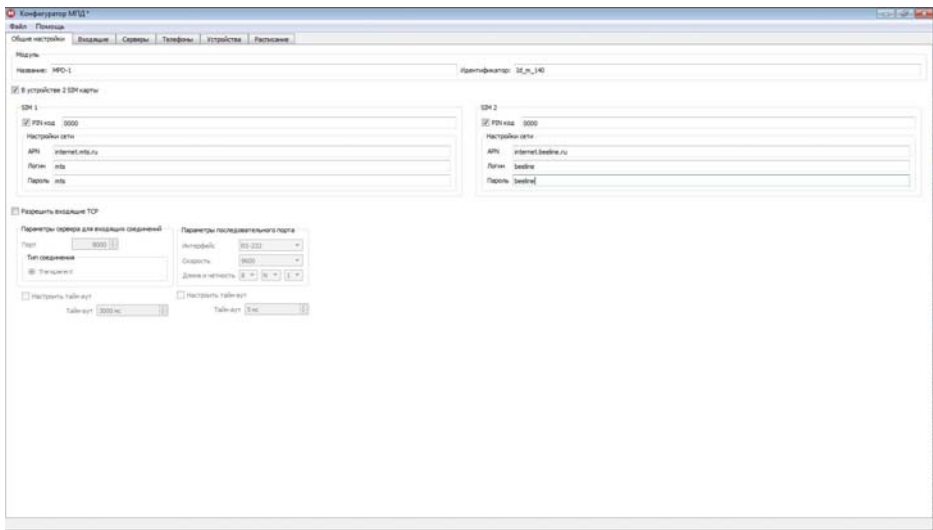 Конфигуратор МПД *
Файл Помощь
Общие настройки Входящие Серверы Телефоны Устройства Расписание
Модуль
Название: MPD-1 Идентификатор: Id_m_140
В устройстве 2 SIM карты
SIM 1 SIM 2
PIN код 0000 PIN код 0000
Настройки сети Настройки сети
APN internet.mts.ru APN internet.beeline.ru
Логин mts Логин beeline
Пароль mts Пароль beeline
Разрешить входящие TCP
Параметры сервера для входящих соединений Параметры последовательного порта
Порт 8000 Интерфейс RS-232
Тип соединения Скорость 9600
Transparent Длина и четность 8 N 1
Настроить тайм-аут Настроить тайм-аут
Тайм-аут 3000 мс Тайм-аут 5 мс